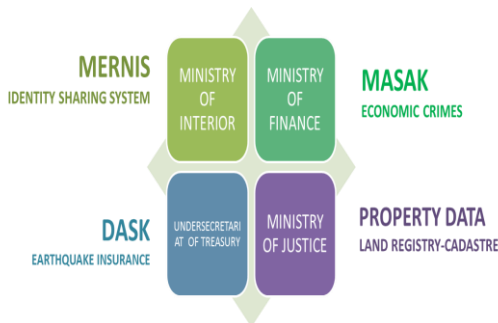 MERNIS
IDENTITY SHARING SYSTEM
MINISTRY
OF
INTERIOR
MINISTRY
OF
FINANCE
MASAK
ECONOMIC CRIMES
DASK
EARTHQUAKE INSURANCE
UNDERSECRETARI
AT OF TREASURY
MINISTRY
OF JUSTICE
PROPERTY DATA
LAND REGISTRY-CADASTRE